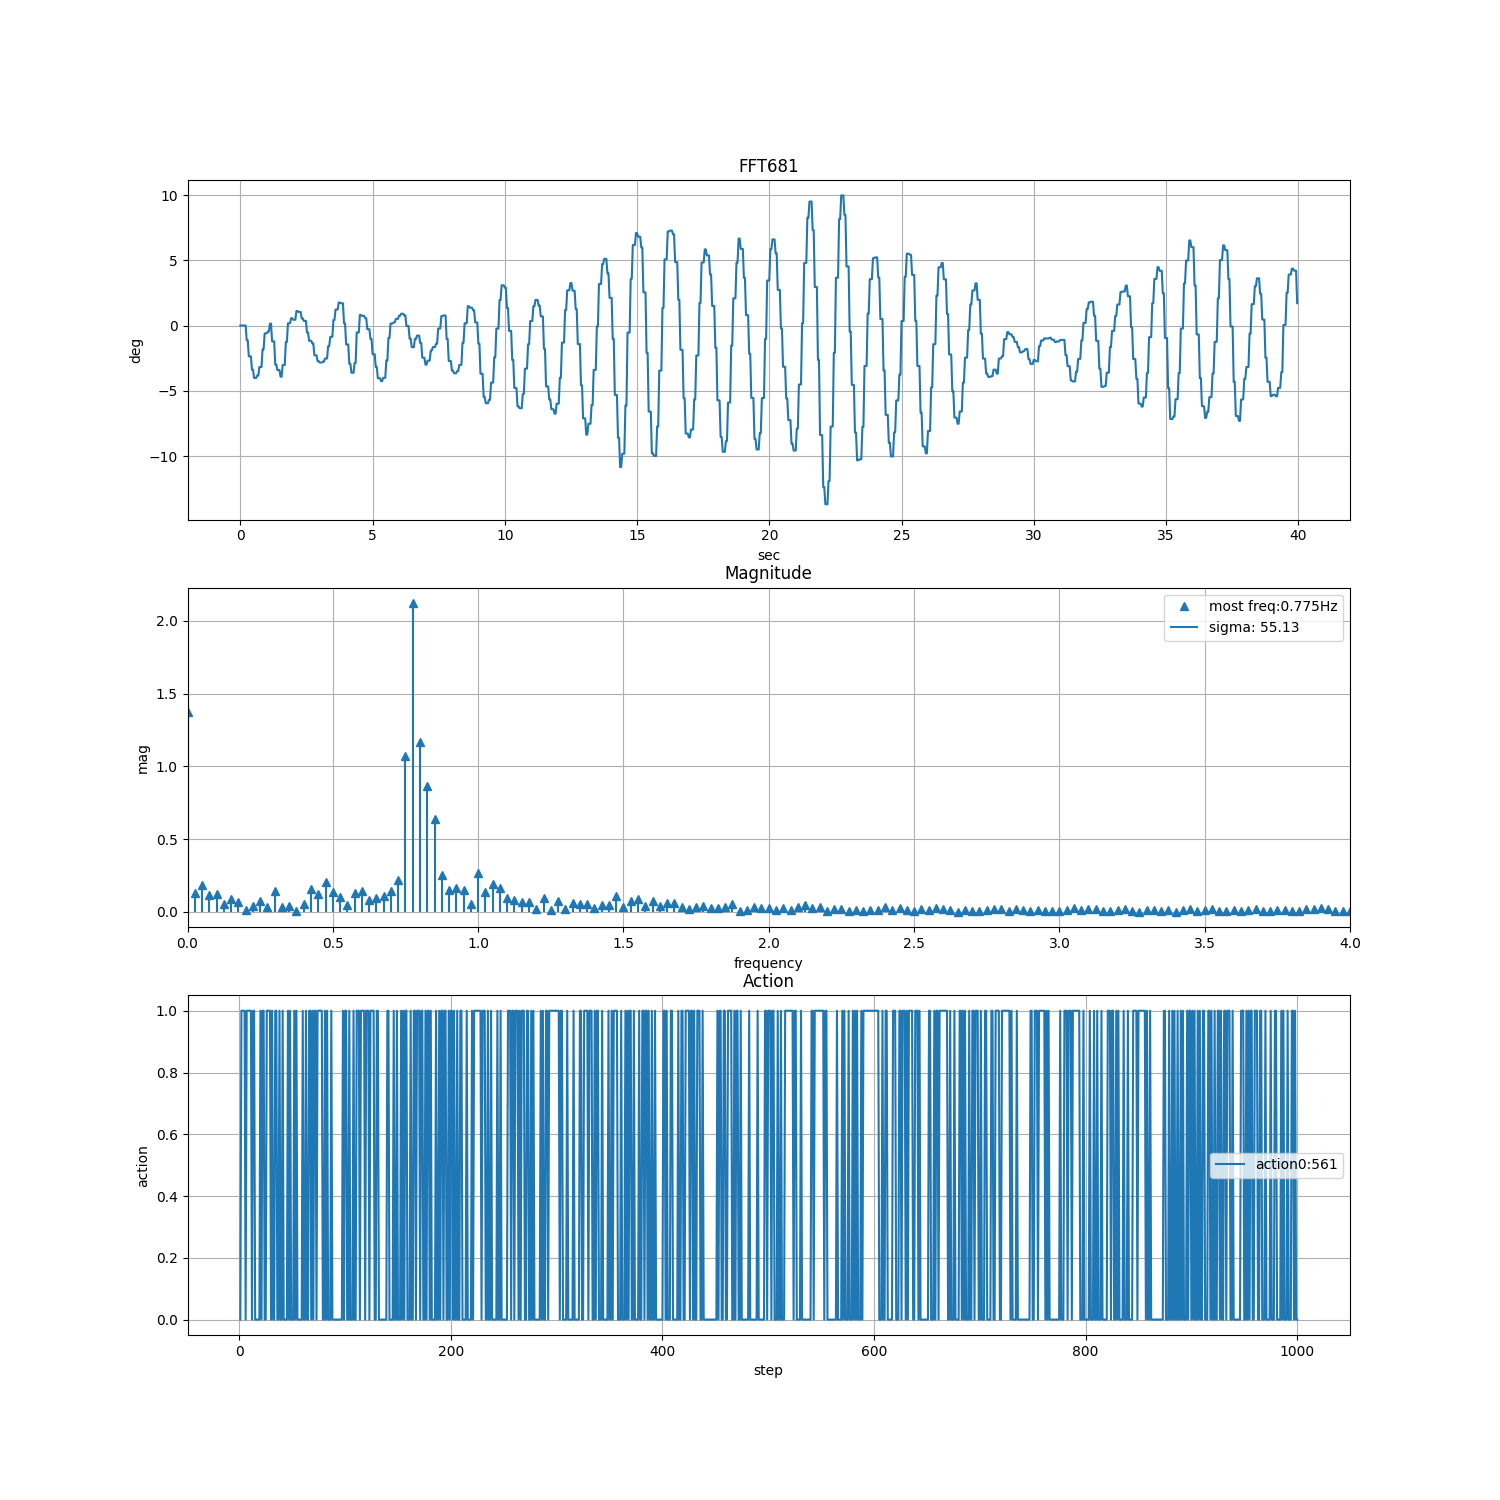 FFT681
10
5
0
−5
−10
deg
0 5 10 15 20 25 30 35 40
sec
Magnitude
most freq:0.775Hz
sigma: 55.13
2.0
1.5
1.0
0.5
0.0
mag
0.0 0.5 1.0 1.5 2.0 2.5 3.0 3.5 4.0
frequency
Action
1.0
0.8
0.6
0.4
0.2
0.0
action
action0:561
0 200 400 600 800 1000
step